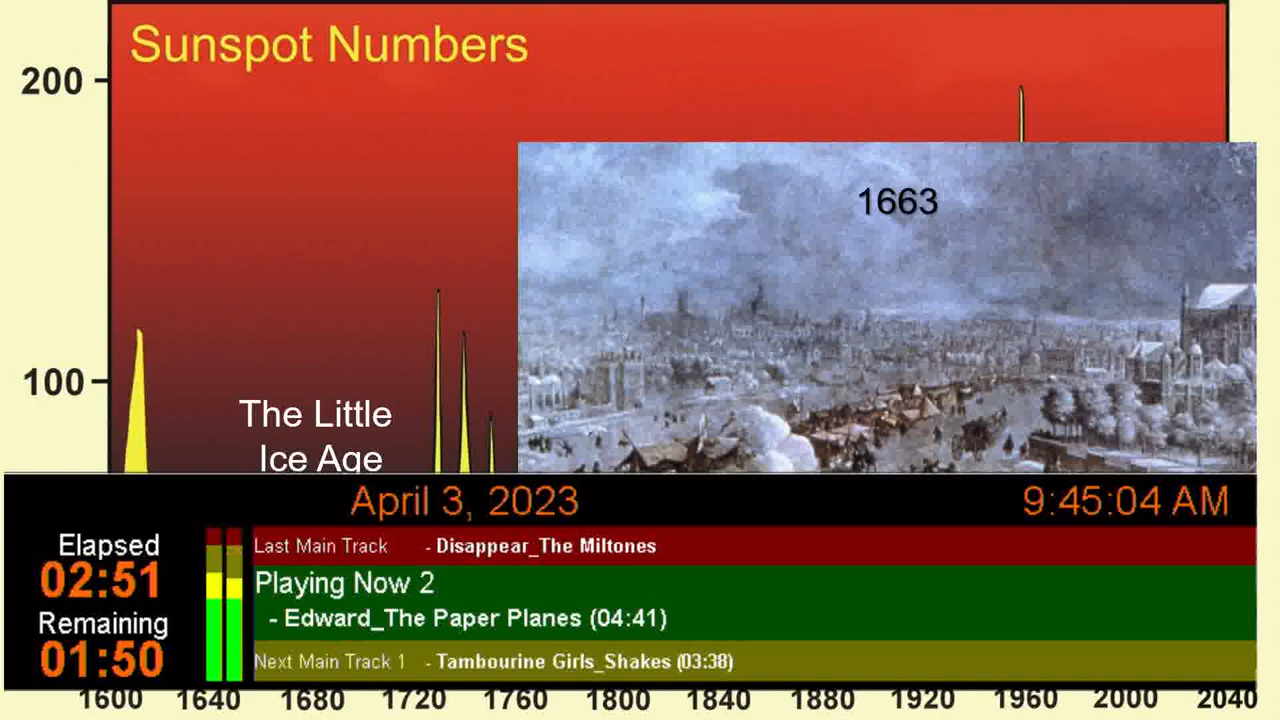 Sunspot Numbers
200
1663
100
The Little
Ice Age
April 3, 2023 9:45:04 AM
Elapsed
02:51
Remaining
01:50
Last Main Track - Disappear_The Miltones
Playing Now 2
- Edward_The Paper Planes (04:41)
Next Main Track 1 - Tambourine Girls_Shakes (03:38)
1600 1640 1680 1720 1760 1800 1840 1880 1920 1960 2000 2040